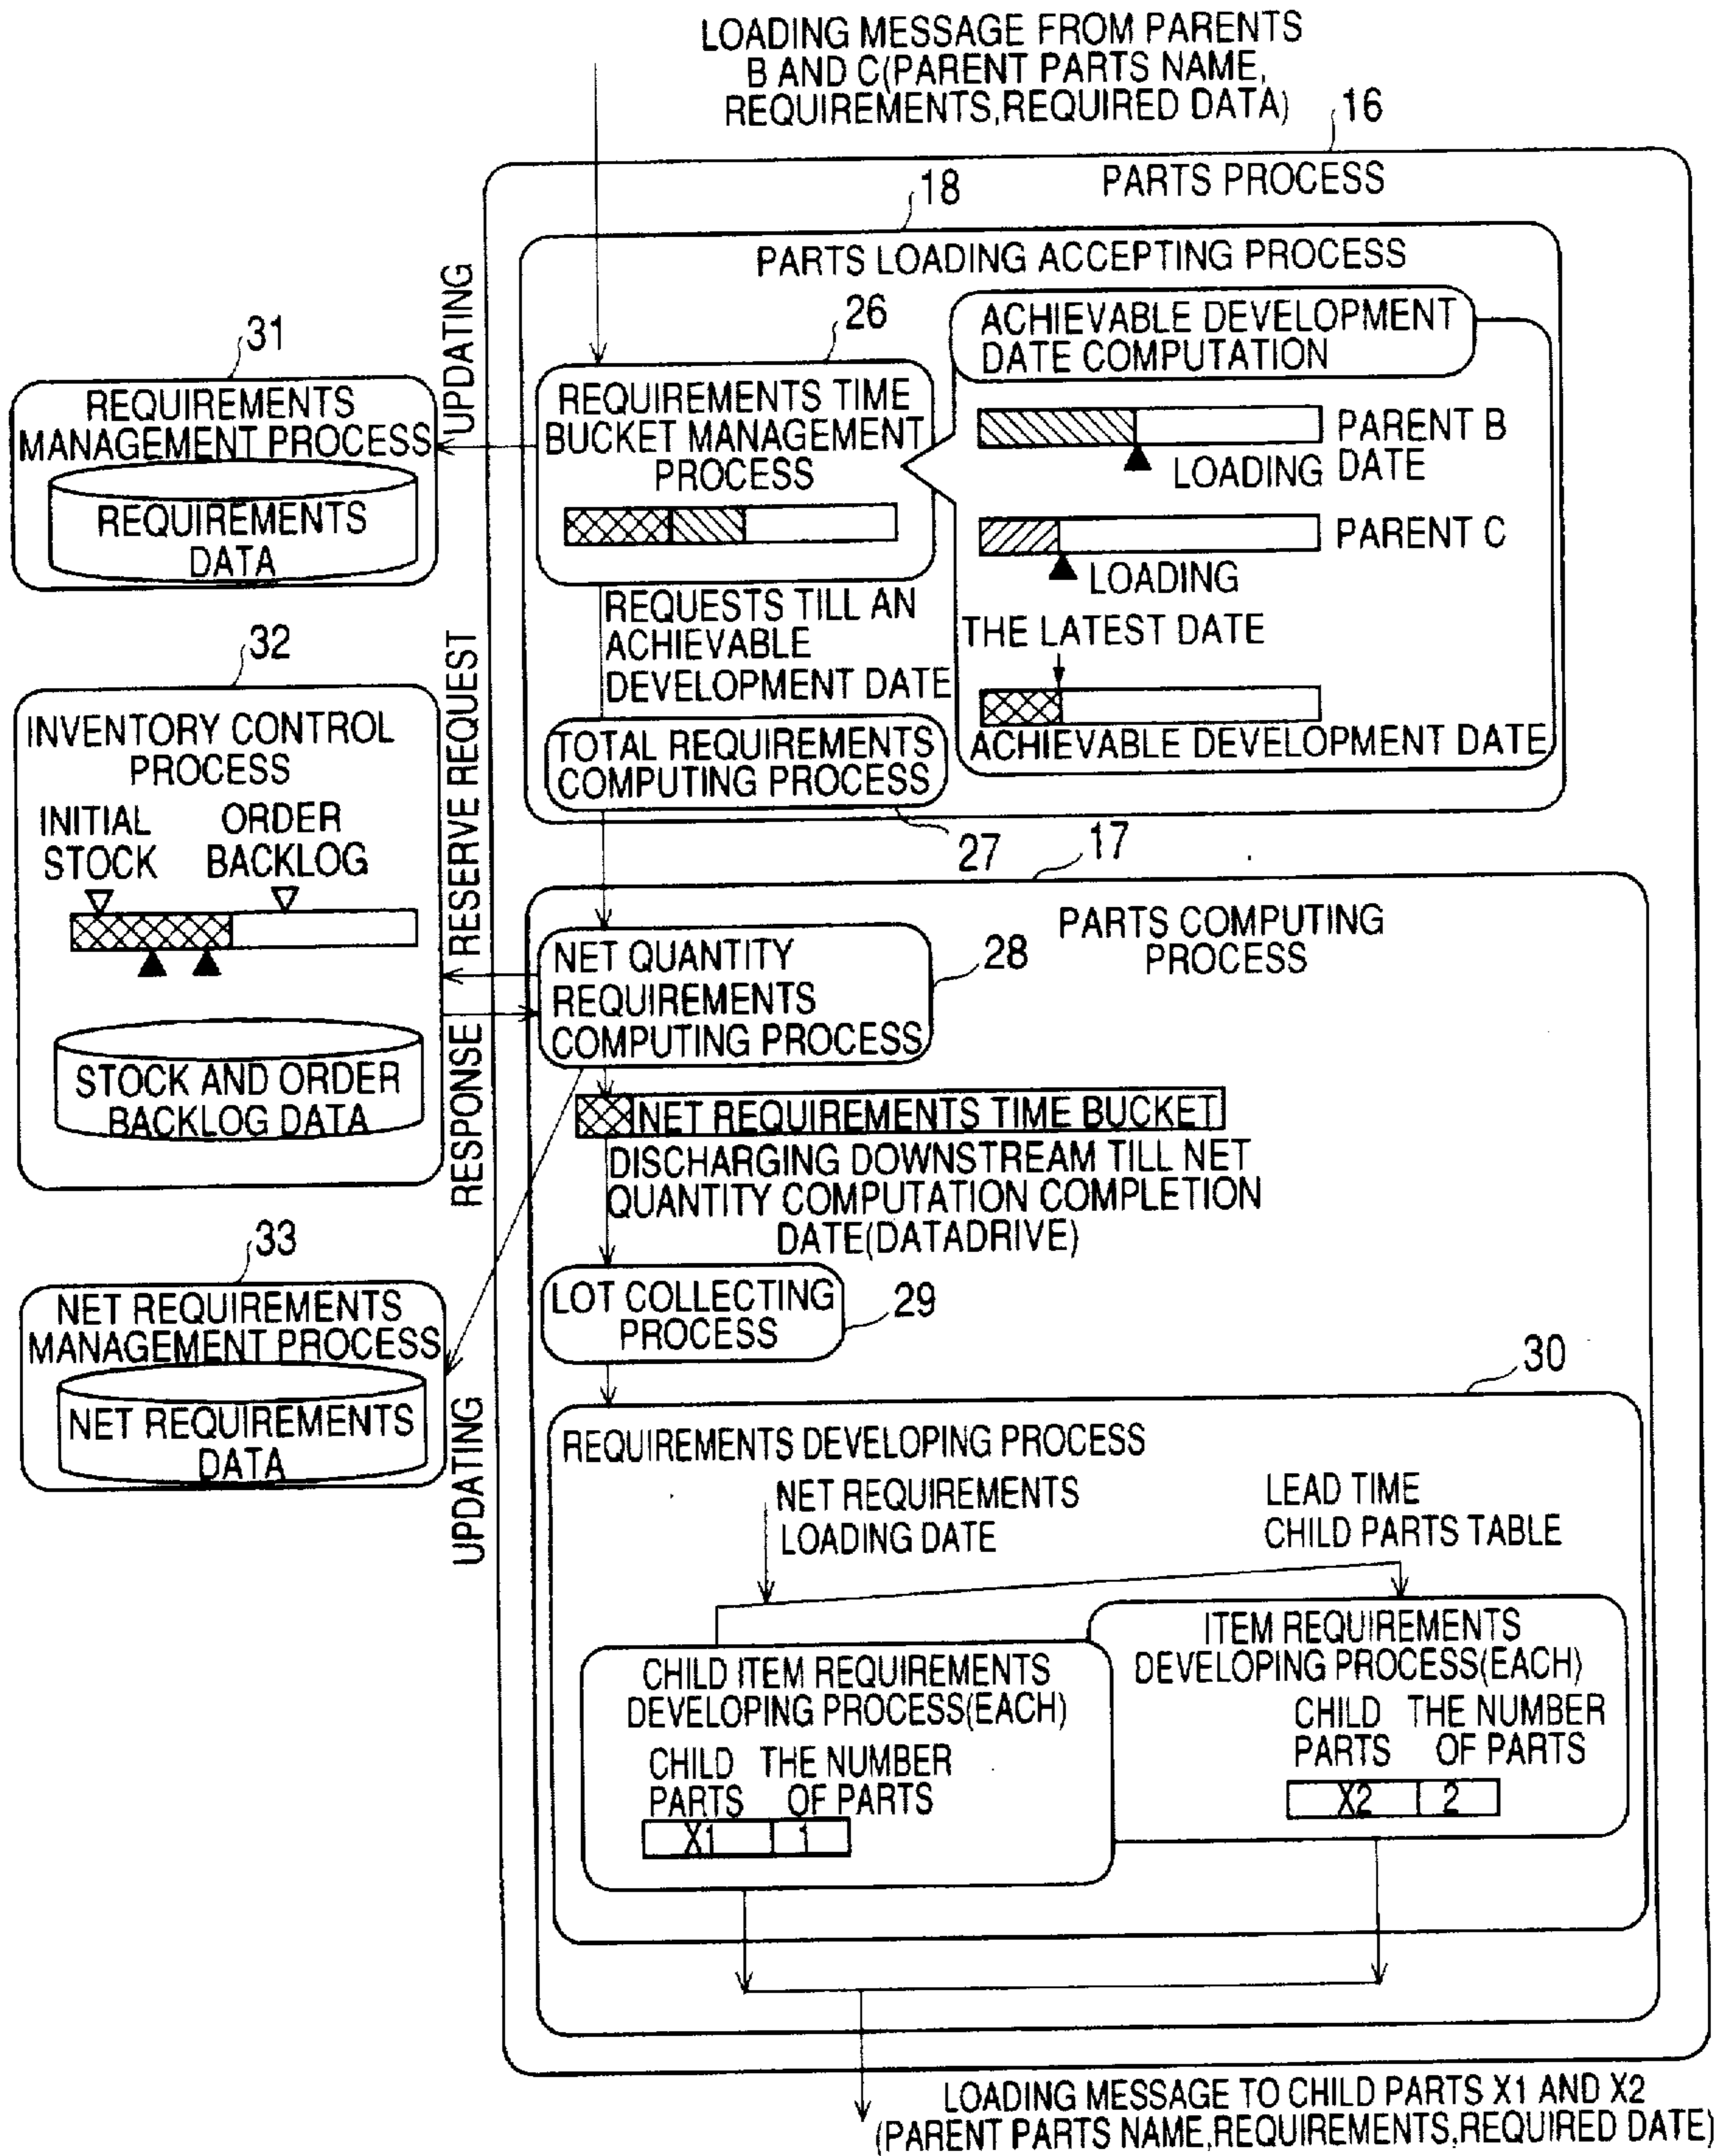 LOADING MESSAGE FROM PARENTS
B AND C(PARENT PARTS NAME,
REQUIREMENTS,REQUIRED DATA)
16
PARTS PROCESS
18
PARTS LOADING ACCEPTING PROCESS
26
REQUIREMENTS TIME
BUCKET MANAGEMENT
PROCESS
ACHIEVABLE DEVELOPMENT
DATE COMPUTATION
PARENT B
LOADING DATE
PARENT C
LOADING
THE LATEST DATE
ACHIEVABLE DEVELOPMENT DATE
UPDATING
31
REQUIREMENTS
MANAGEMENT PROCESS
REQUIREMENTS
DATA
REQUESTS TILL AN
ACHIEVABLE
DEVELOPMENT DATE
TOTAL REQUIREMENTS
COMPUTING PROCESS
27
32
INVENTORY CONTROL
PROCESS
INITIAL
STOCK
ORDER
BACKLOG
STOCK AND ORDER
BACKLOG DATA
RESERVE REQUEST
RESPONSE
17
PARTS COMPUTING
PROCESS
NET QUANTITY
REQUIREMENTS
COMPUTING PROCESS
28
NET REQUIREMENTS TIME BUCKET
DISCHARGING DOWNSTREAM TILL NET
QUANTITY COMPUTATION COMPLETION
DATE(DATADRIVE)
33
NET REQUIREMENTS
MANAGEMENT PROCESS
NET REQUIREMENTS
DATA
UPDATING
LOT COLLECTING
PROCESS
29
30
REQUIREMENTS DEVELOPING PROCESS
NET REQUIREMENTS
LOADING DATE
LEAD TIME
CHILD PARTS TABLE
CHILD ITEM REQUIREMENTS
DEVELOPING PROCESS(EACH)
CHILD THE NUMBER
PARTS OF PARTS
X1 1
ITEM REQUIREMENTS
DEVELOPING PROCESS(EACH)
CHILD THE NUMBER
PARTS OF PARTS
X2 2
LOADING MESSAGE TO CHILD PARTS X1 AND X2
(PARENT PARTS NAME,REQUIREMENTS,REQUIRED DATE)